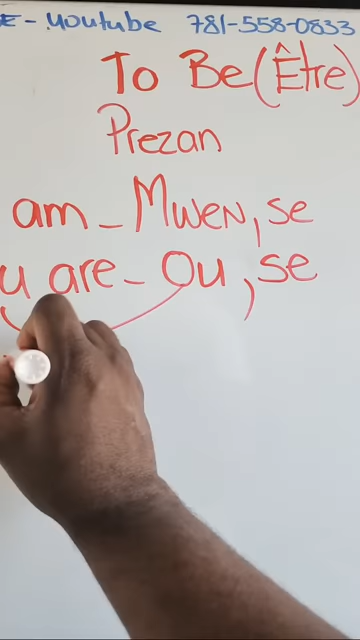 E - Youtube 781-558-0833
To Be (Être)
Prezan
am - Mwen, se
u are - Ou, se